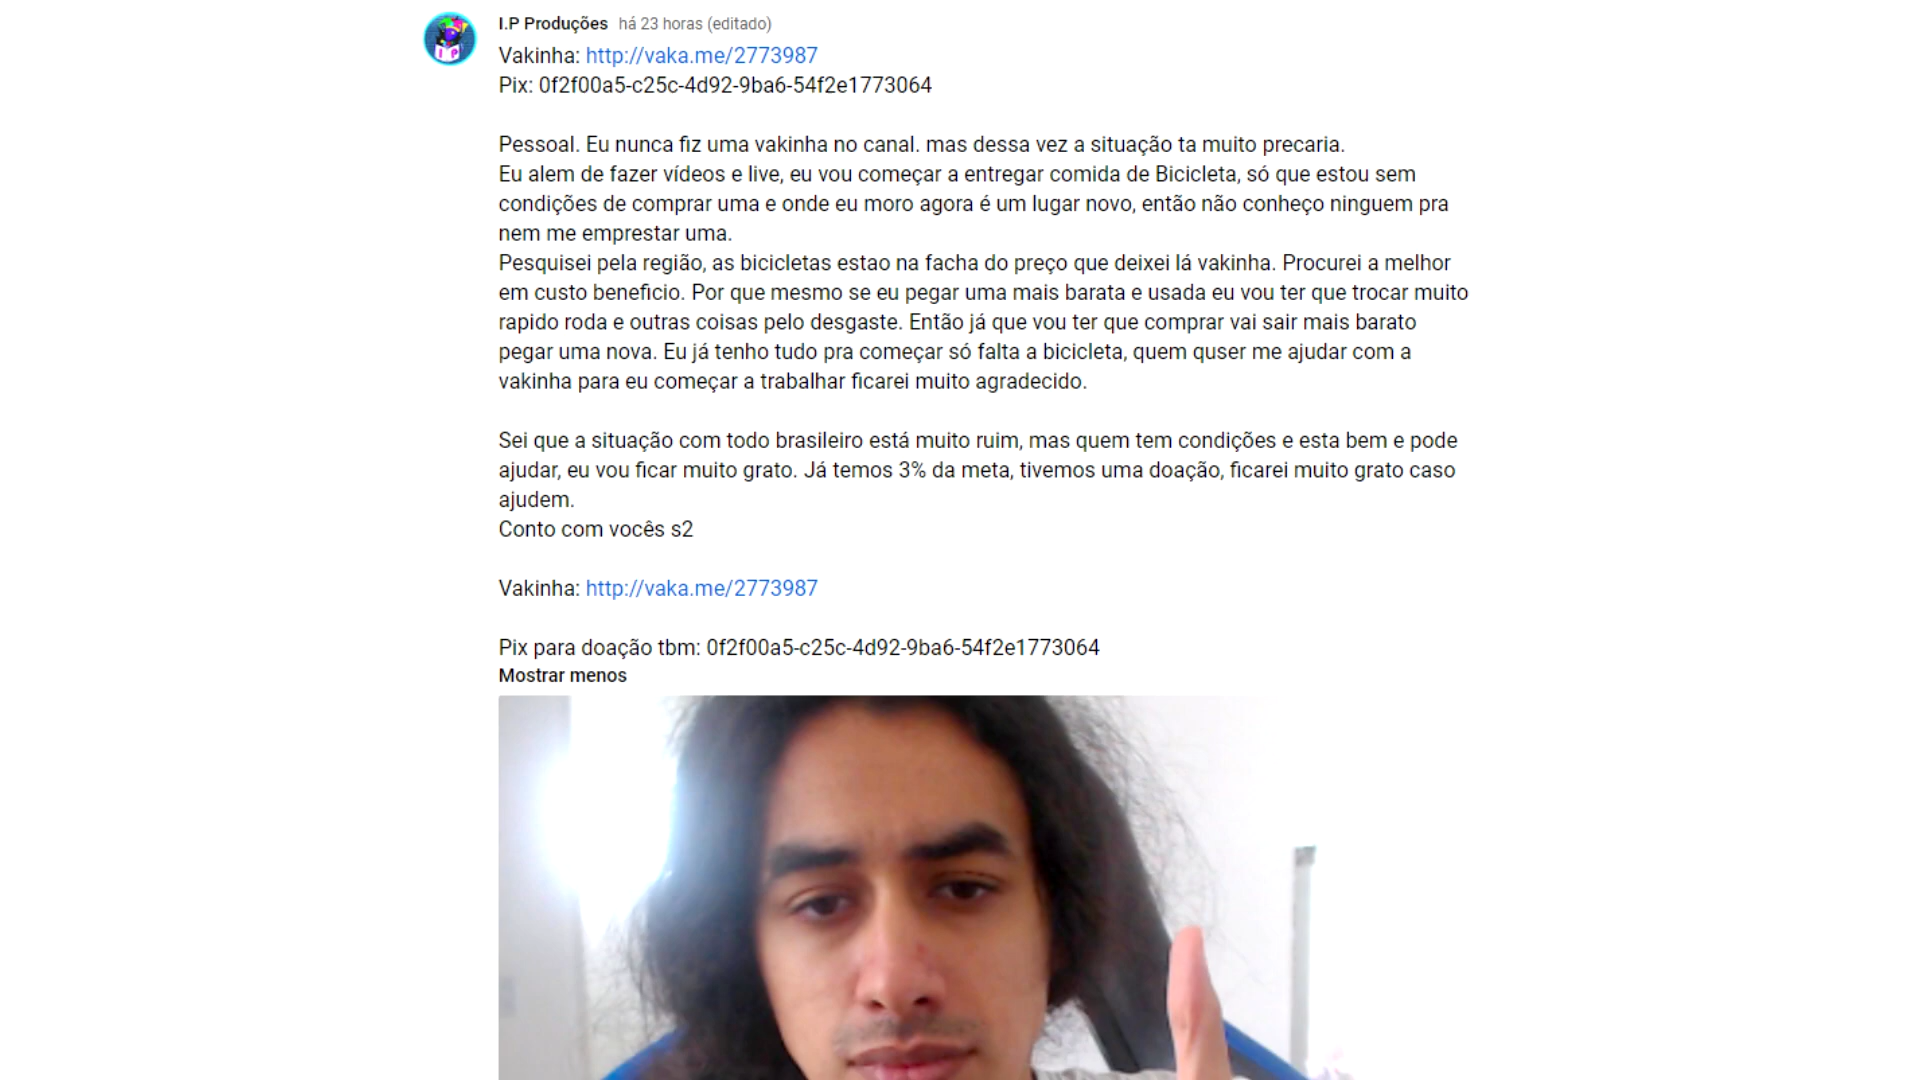 I.P Produções há 23 horas (editado)
Vakinha: http://vaka.me/2773987
Pix: 0f2f00a5-c25c-4d92-9ba6-54f2e1773064
Pessoal. Eu nunca fiz uma vakinha no canal. mas dessa vez a situação ta muito precaria.
Eu alem de fazer vídeos e live, eu vou começar a entregar comida de Bicicleta, só que estou sem
condições de comprar uma e onde eu moro agora é um lugar novo, então não conheço ninguem pra
nem me emprestar uma.
Pesquisei pela região, as bicicletas estao na facha do preço que deixei lá vakinha. Procurei a melhor
em custo beneficio. Por que mesmo se eu pegar uma mais barata e usada eu vou ter que trocar muito
rapido roda e outras coisas pelo desgaste. Então já que vou ter que comprar vai sair mais barato
pegar uma nova. Eu já tenho tudo pra começar só falta a bicicleta, quem quser me ajudar com a
vakinha para eu começar a trabalhar ficarei muito agradecido.
Sei que a situação com todo brasileiro está muito ruim, mas quem tem condições e esta bem e pode
ajudar, eu vou ficar muito grato. Já temos 3% da meta, tivemos uma doação, ficarei muito grato caso
ajudem.
Conto com vocês s2
Vakinha: http://vaka.me/2773987
Pix para doação tbm: 0f2f00a5-c25c-4d92-9ba6-54f2e1773064
Mostrar menos